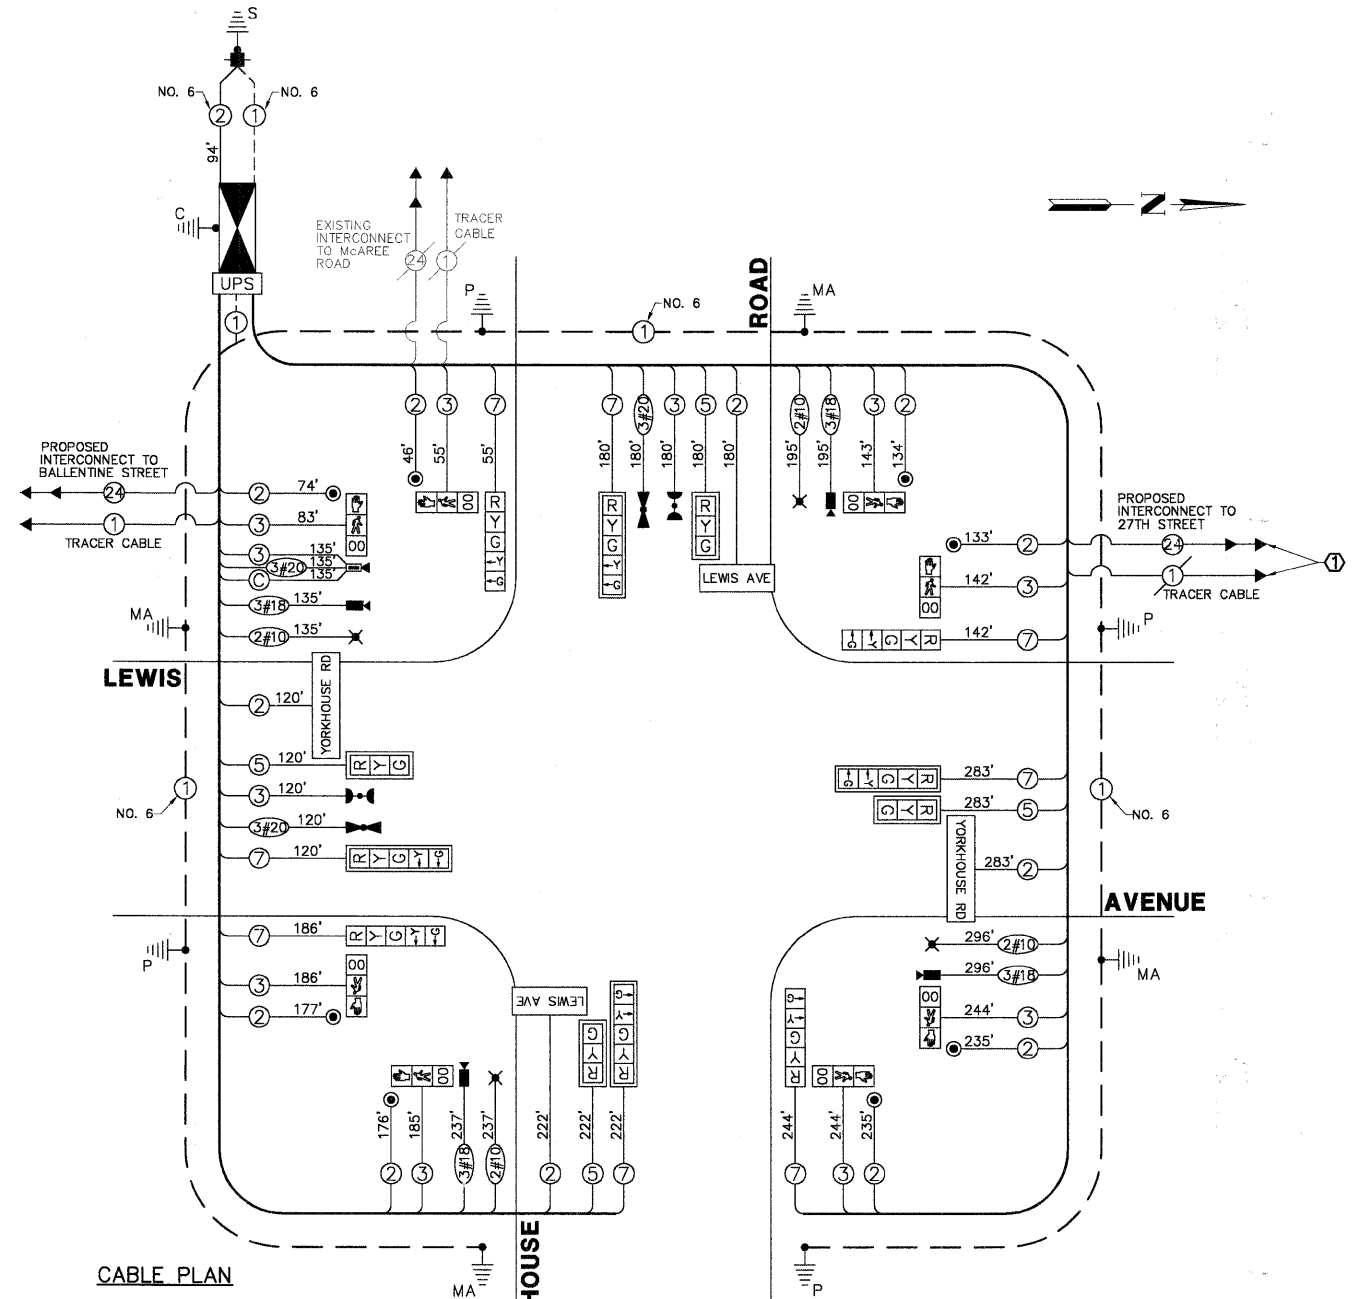 S
NO. 6
NO. 6
2
1
94'
C
UPS
1
EXISTING
INTERCONNECT
TO McAREE
ROAD
24
TRACER
CABLE
1
P
NO. 6
1
ROAD
MA
N
2
3
7
7
3#20
3
5
2
2#10
3#18
3
2
46'
55'
55'
180'
180'
180'
180'
180'
195'
195'
143'
134'
00
R
Y
G
Y
G
R
Y
G
Y
G
R
Y
G
00
LEWIS AVE
PROPOSED
INTERCONNECT TO
BALLENTINE STREET
24
2
74'
1
3
83'
00
TRACER CABLE
3
135'
3#20
135'
C
135'
3#18
135'
MA
2#10
135'
LEWIS
YORKHOUSE RD
2
120'
5
120'
R Y G
3
120'
1
NO. 6
3#20
120'
7
120'
R Y G Y G
7
186'
R Y G Y G
P
3
186'
00
2
177'
PROPOSED
INTERCONNECT TO
27TH STREET
133'
2
24
1
142'
3
1
TRACER CABLE
00
G Y G Y R
142'
7
P
G Y G Y R
283'
7
1
G Y R
283'
5
NO. 6
YORKHOUSE RD
283'
2
AVENUE
296'
2#10
296'
3#18
MA
00
244'
3
235'
2
LEWIS AVE
G
Y
G
Y
R
G
Y
R
G
Y
G
Y
R
00
00
176'
185'
237'
237'
222'
222'
222'
244'
244'
235'
2
3
3#18
2#10
2
5
7
7
3
2
HOUSE
MA
P
CABLE PLAN